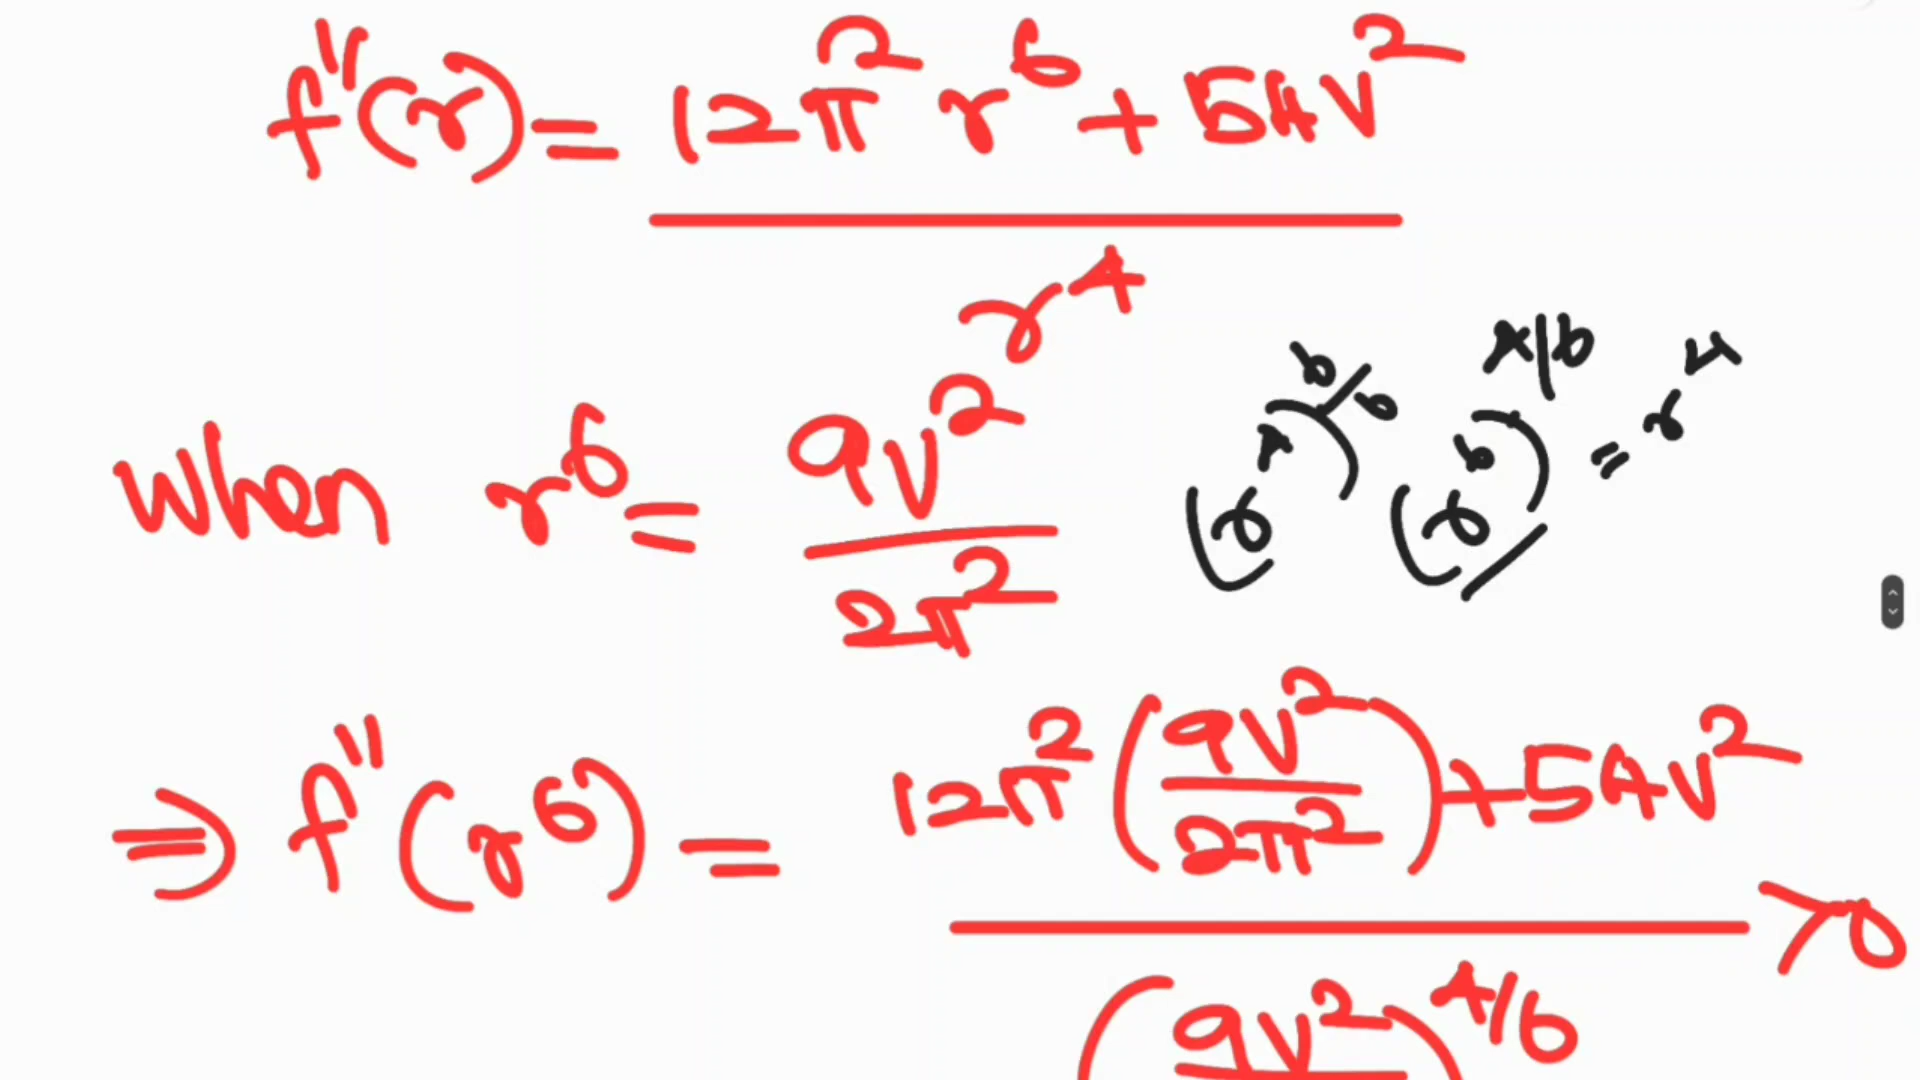 f''(r) = 12π²r⁶ + 54v²
r⁴
When r⁶ = 9v²
2π²
(r⁴)^6/6 (r⁶)^4/6 = r⁴
⇒ f''(r⁶) = 12π²(9v²/2π²) + 54v² > 0
(9v²)^4/6